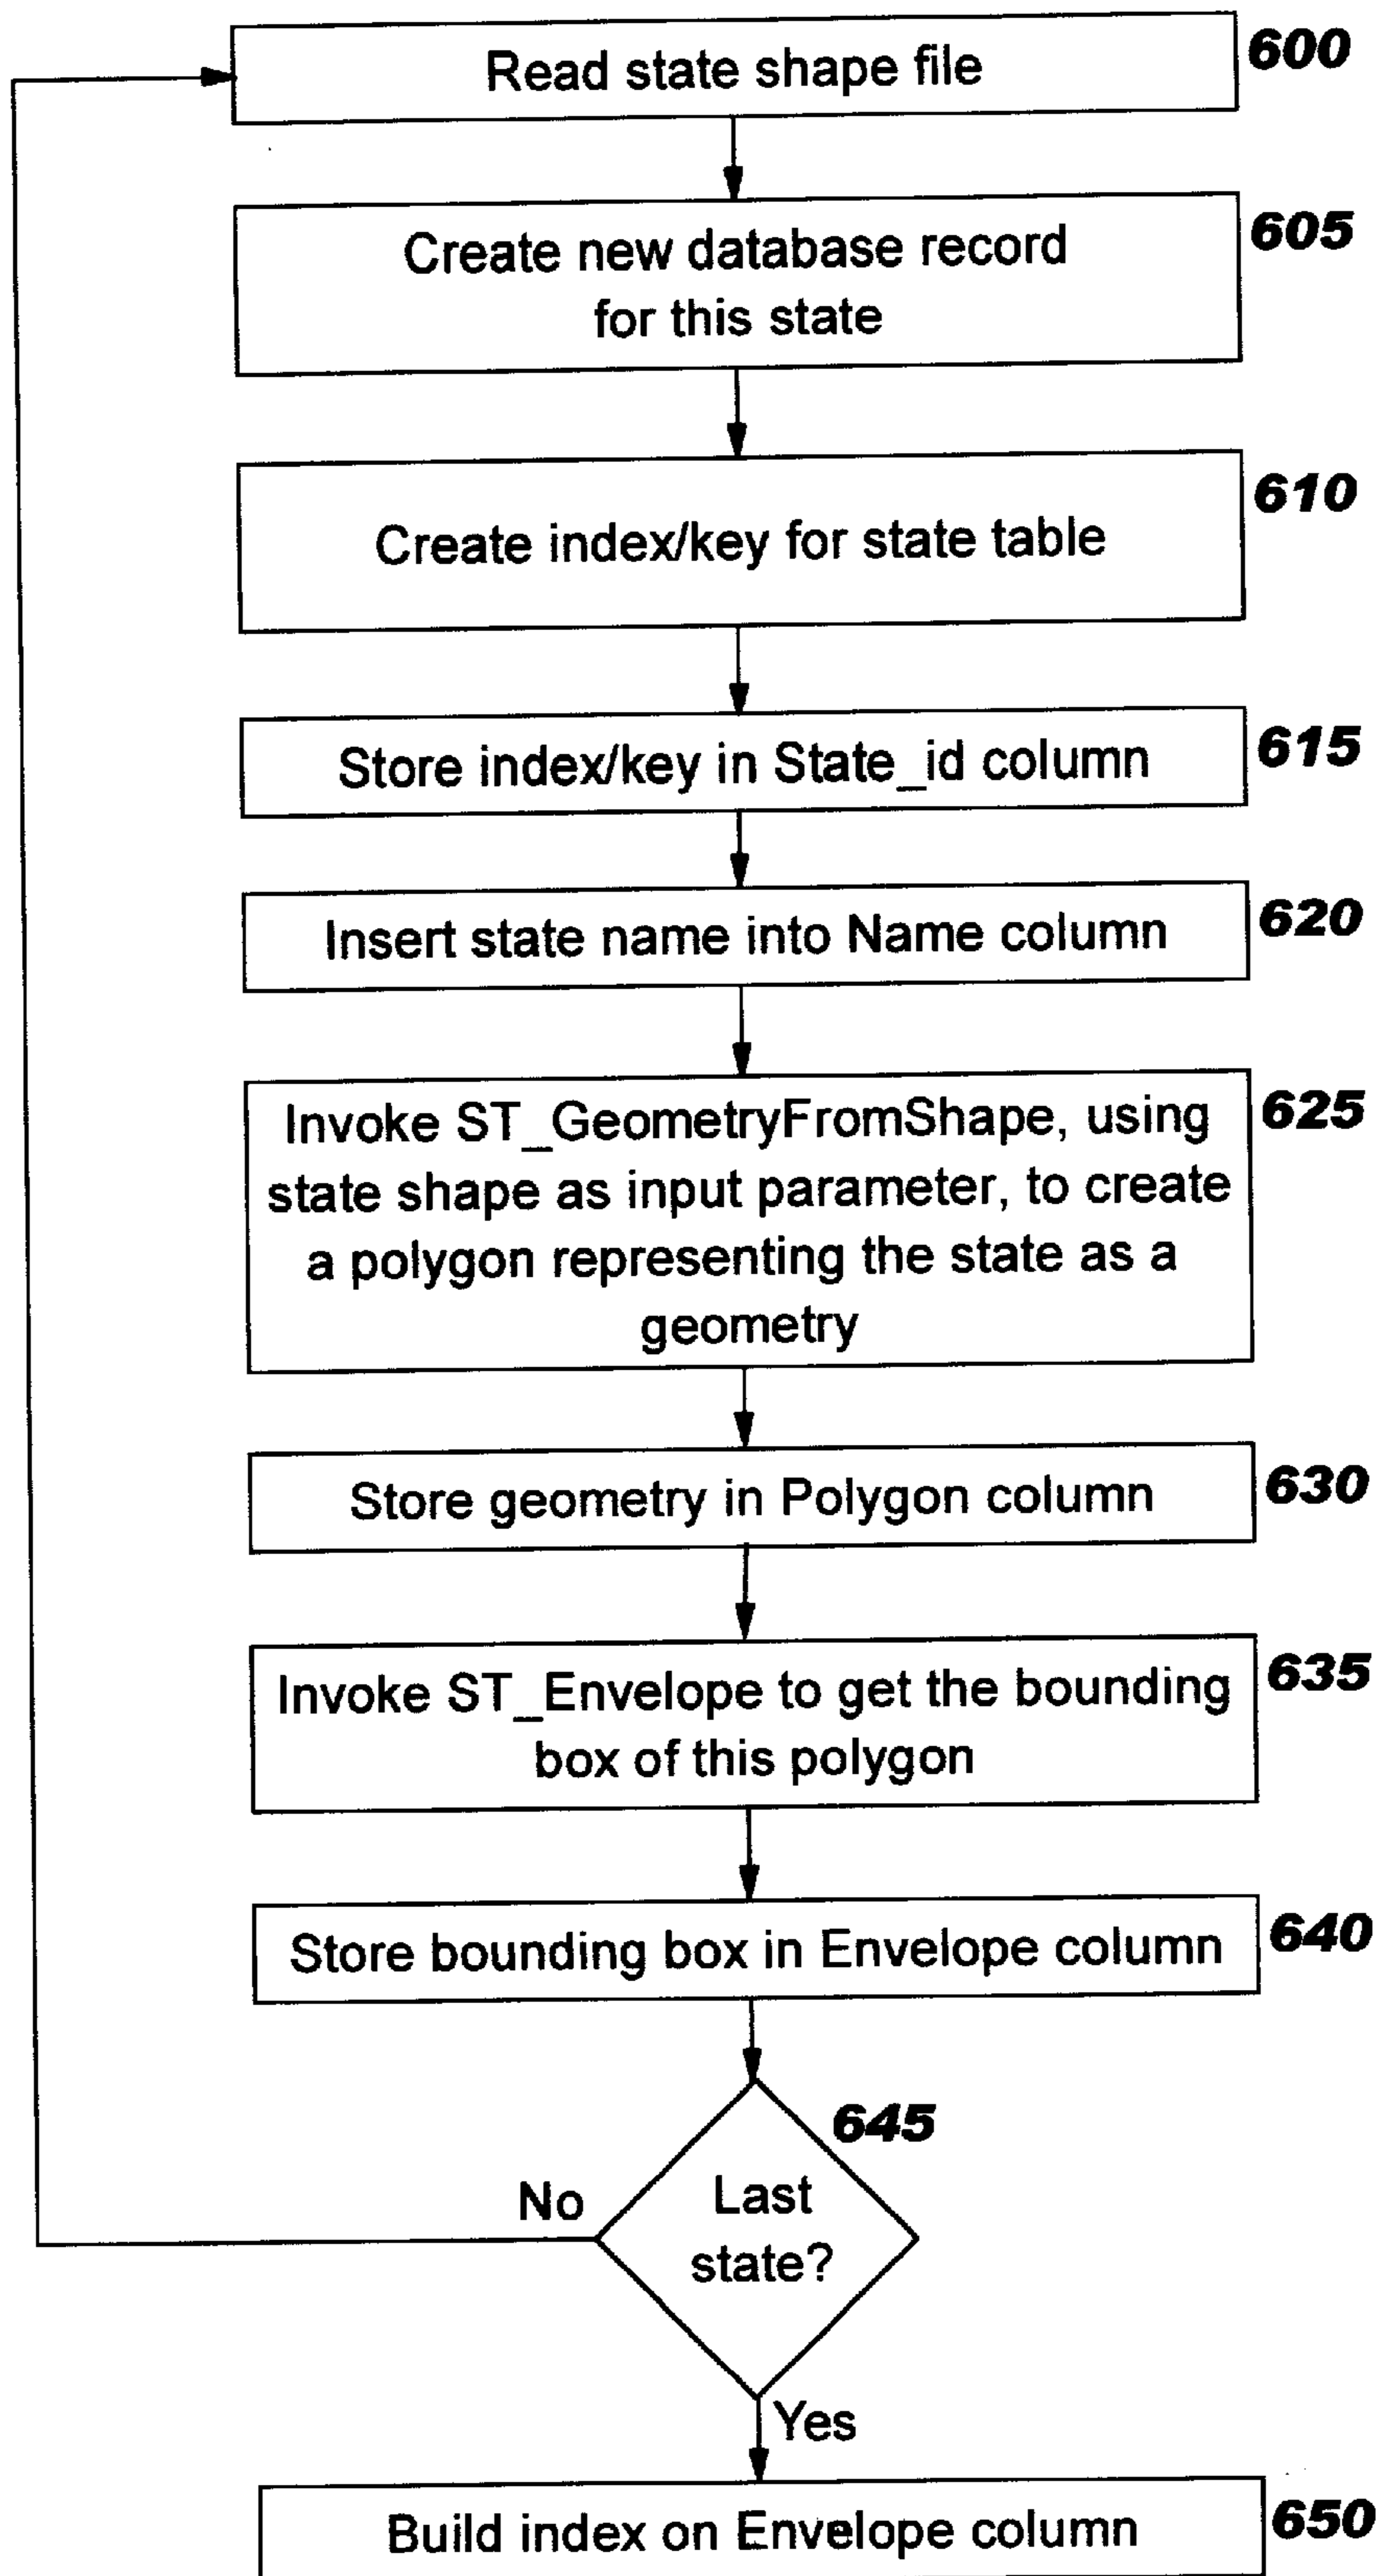 Read state shape file
600
Create new database record
for this state
605
Create index/key for state table
610
Store index/key in State_id column
615
Insert state name into Name column
620
Invoke ST_GeometryFromShape, using
state shape as input parameter, to create
a polygon representing the state as a
geometry
625
Store geometry in Polygon column
630
Invoke ST_Envelope to get the bounding
box of this polygon
635
Store bounding box in Envelope column
640
645
No
Last
state?
Yes
Build index on Envelope column
650